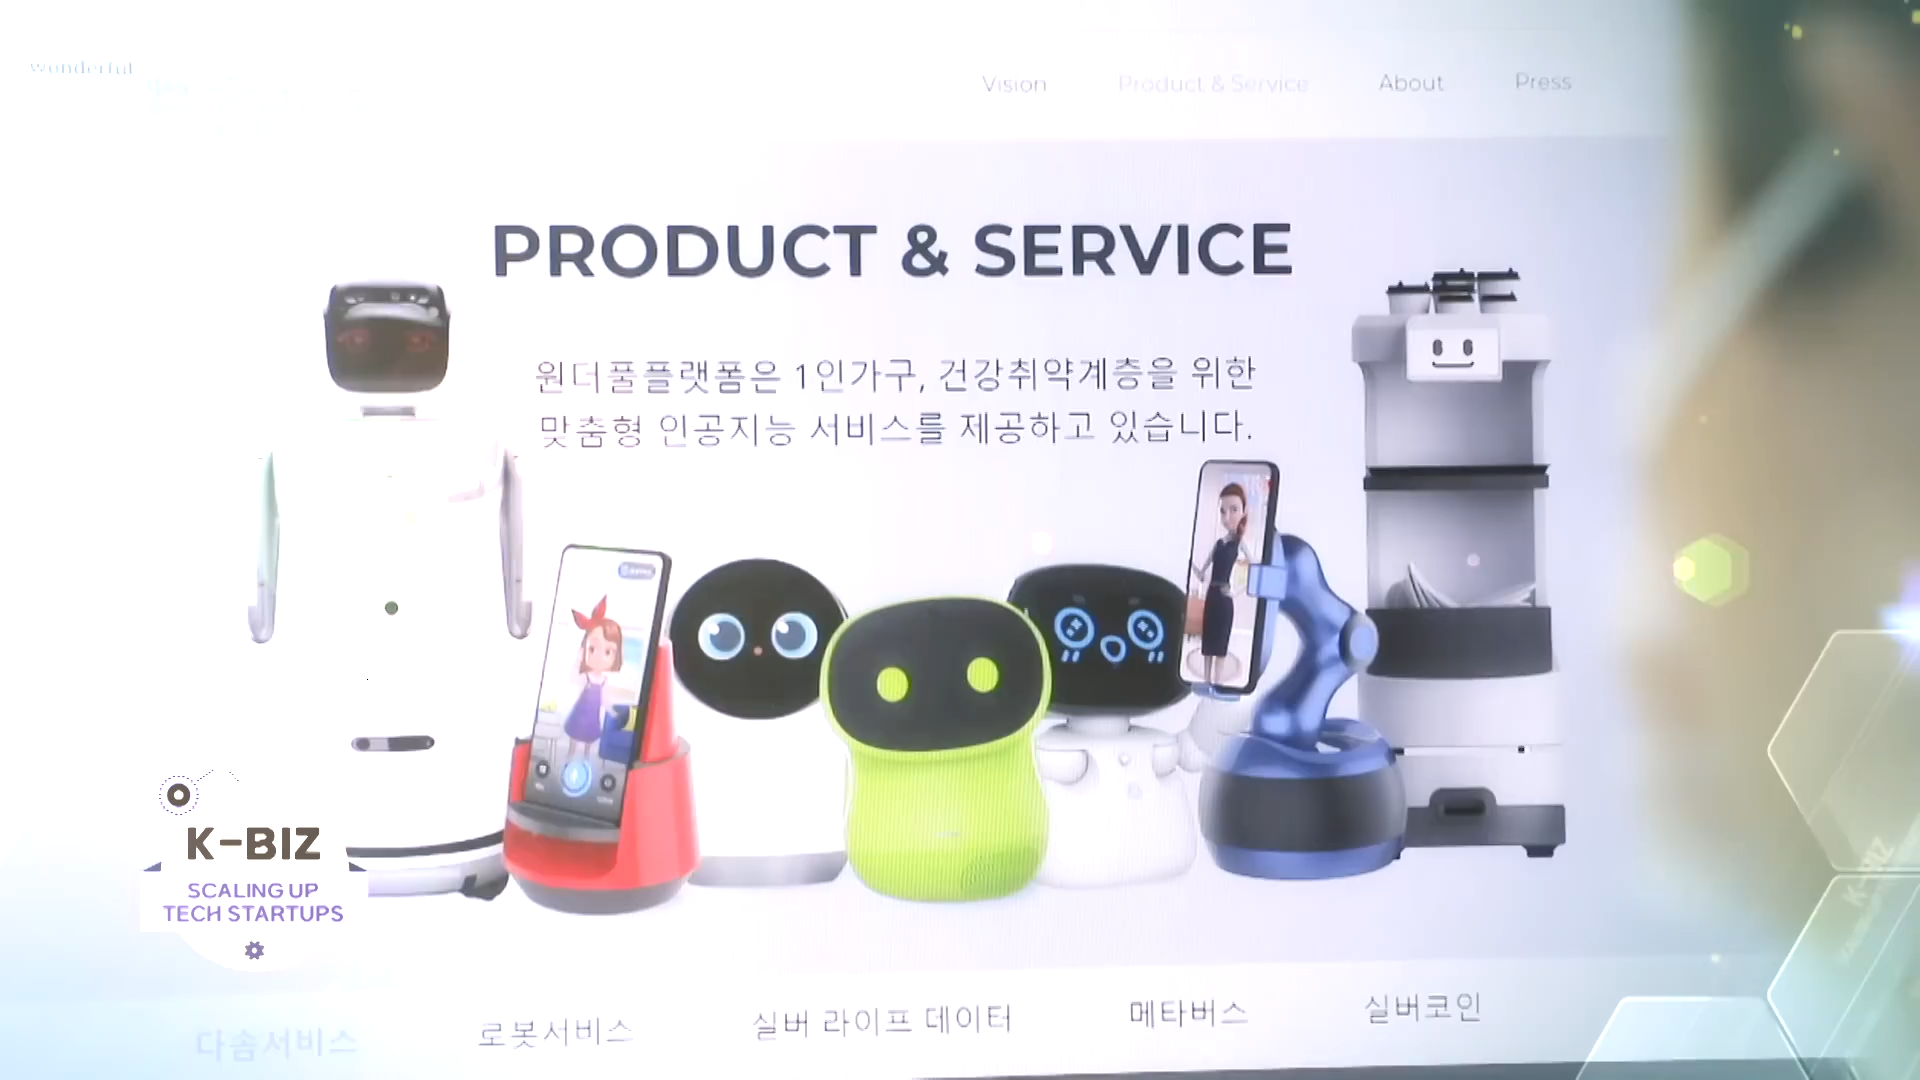 wonderful
Vision Product & Service About Press
PRODUCT & SERVICE
원더풀플랫폼은 1인가구, 건강취약계층을 위한
맞춤형 인공지능 서비스를 제공하고 있습니다.
K-BIZ
SCALING UP
TECH STARTUPS
다솜서비스 로봇서비스 실버 라이프 데이터 메타버스 실버코인
K-BIZ